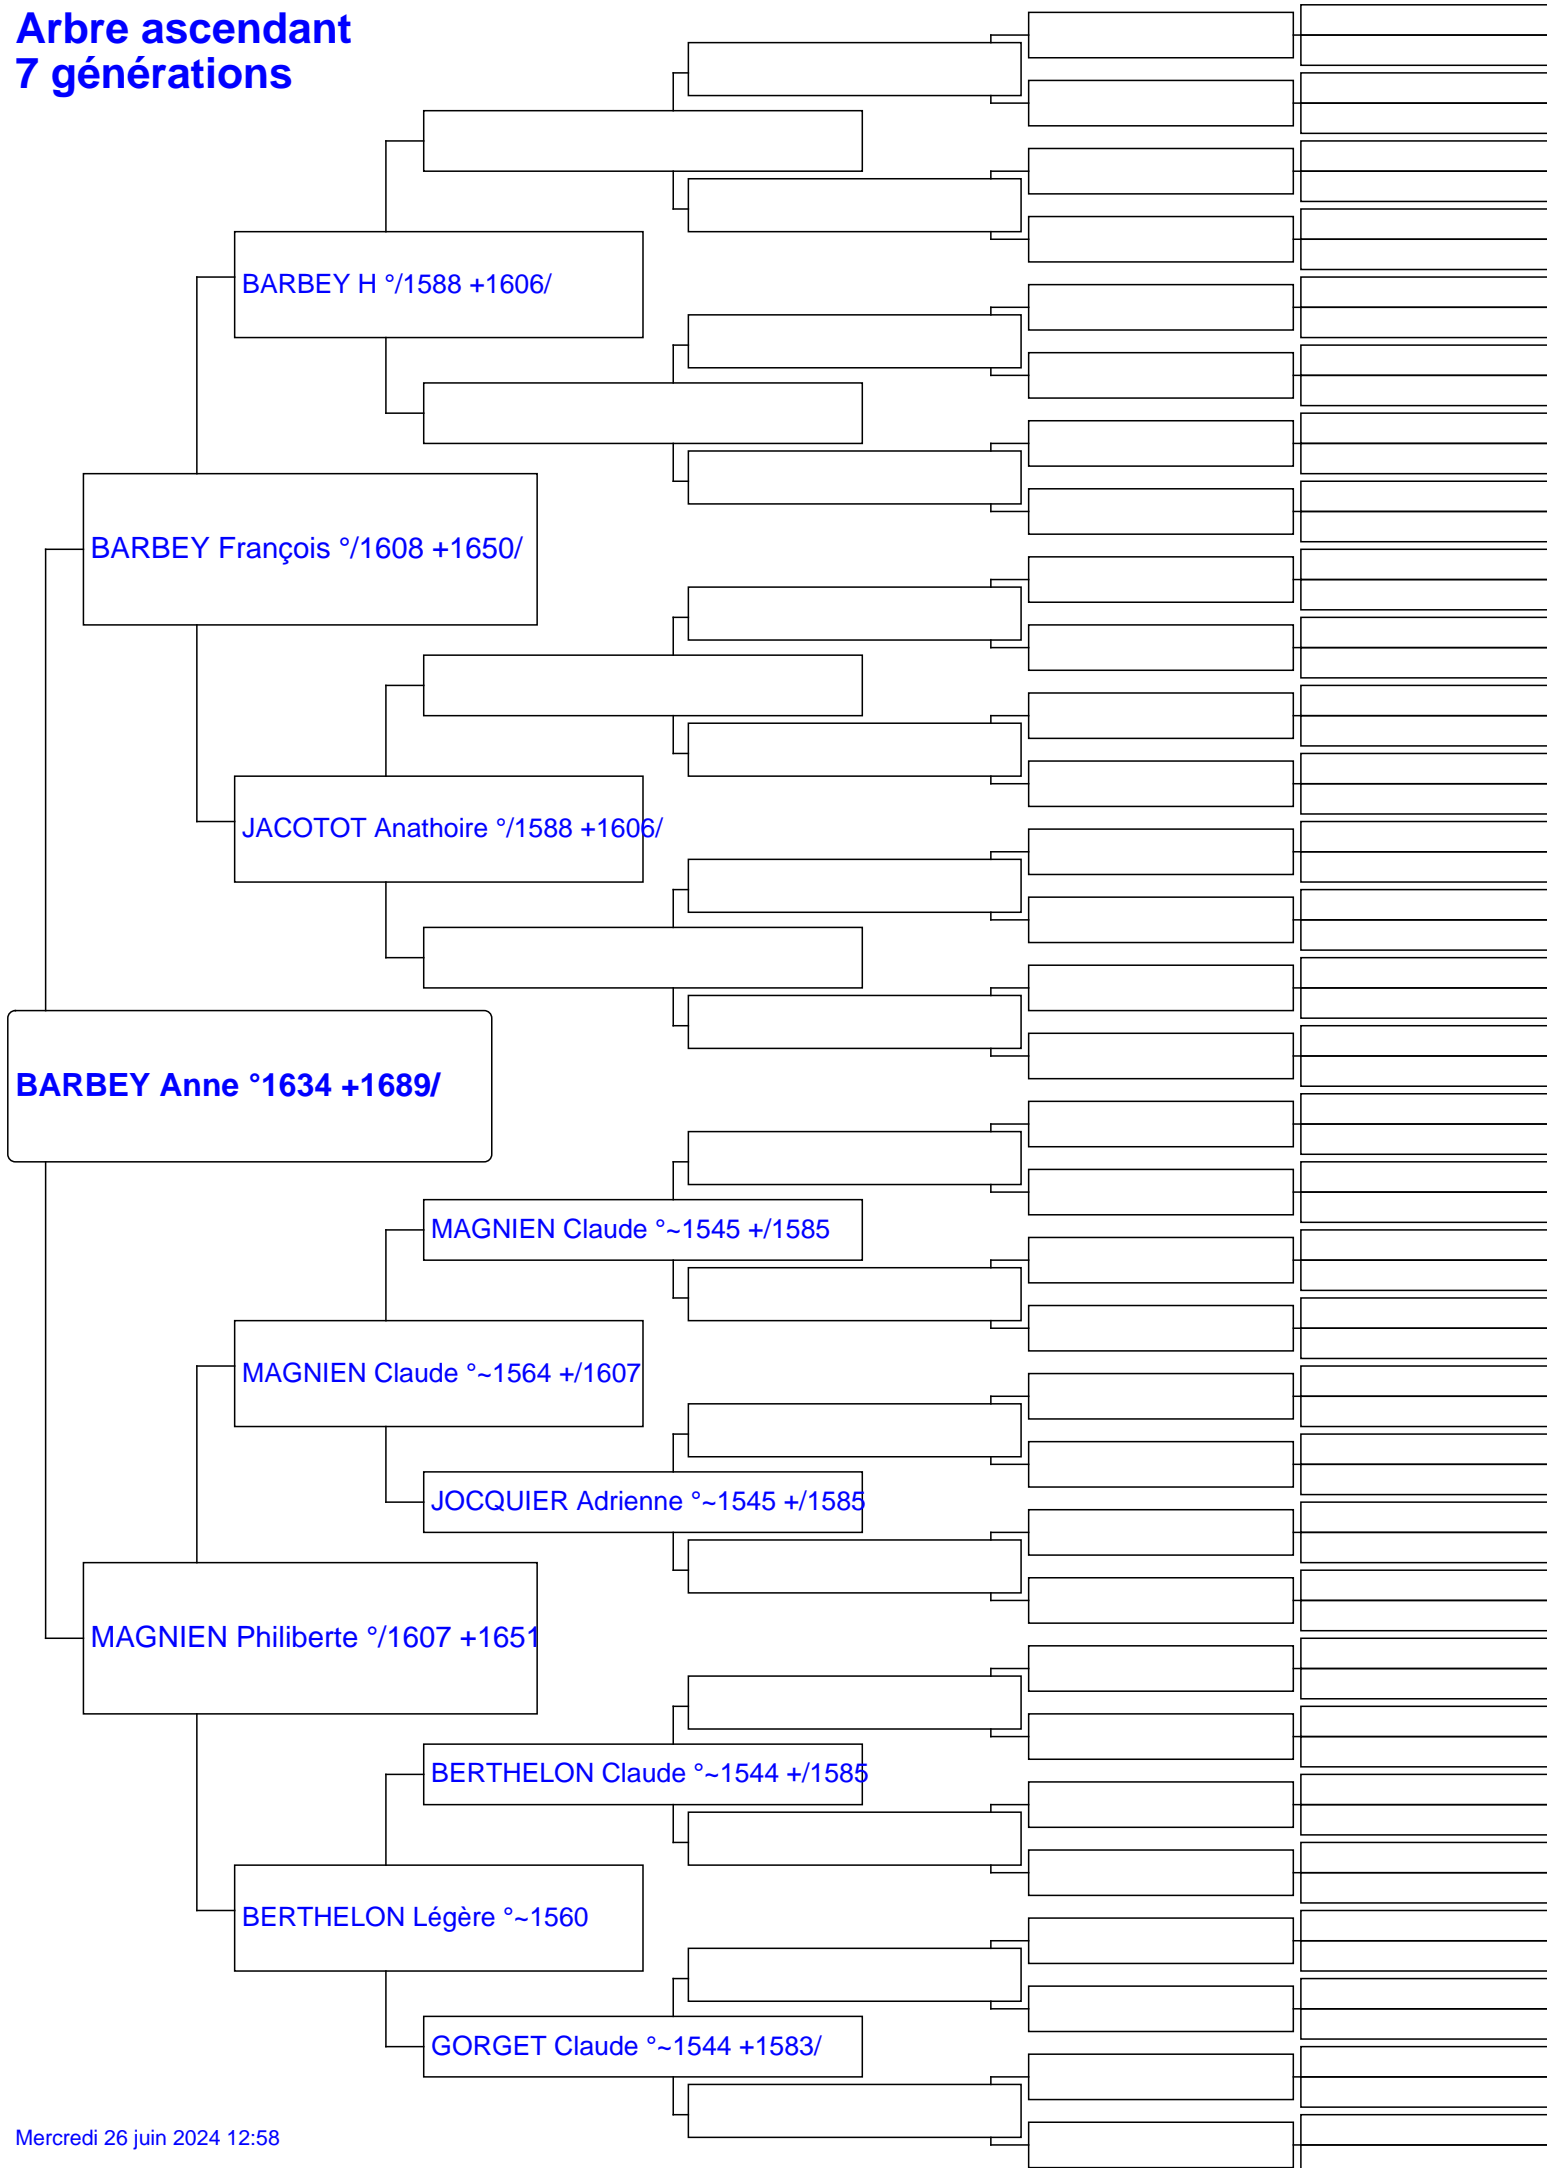 Arbre ascendant
7 générations
BARBEY H °/1588 +1606/
BARBEY François °/1608 +1650/
JACOTOT Anathoire °/1588 +1606/
BARBEY Anne °1634 +1689/
MAGNIEN Claude °~1545 +/1585
MAGNIEN Claude °~1564 +/1607
JOCQUIER Adrienne °~1545 +/1585
MAGNIEN Philiberte °/1607 +1651
BERTHELON Claude °~1544 +/1585
BERTHELON Légère °~1560
GORGET Claude °~1544 +1583/
Mercredi 26 juin 2024 12:58